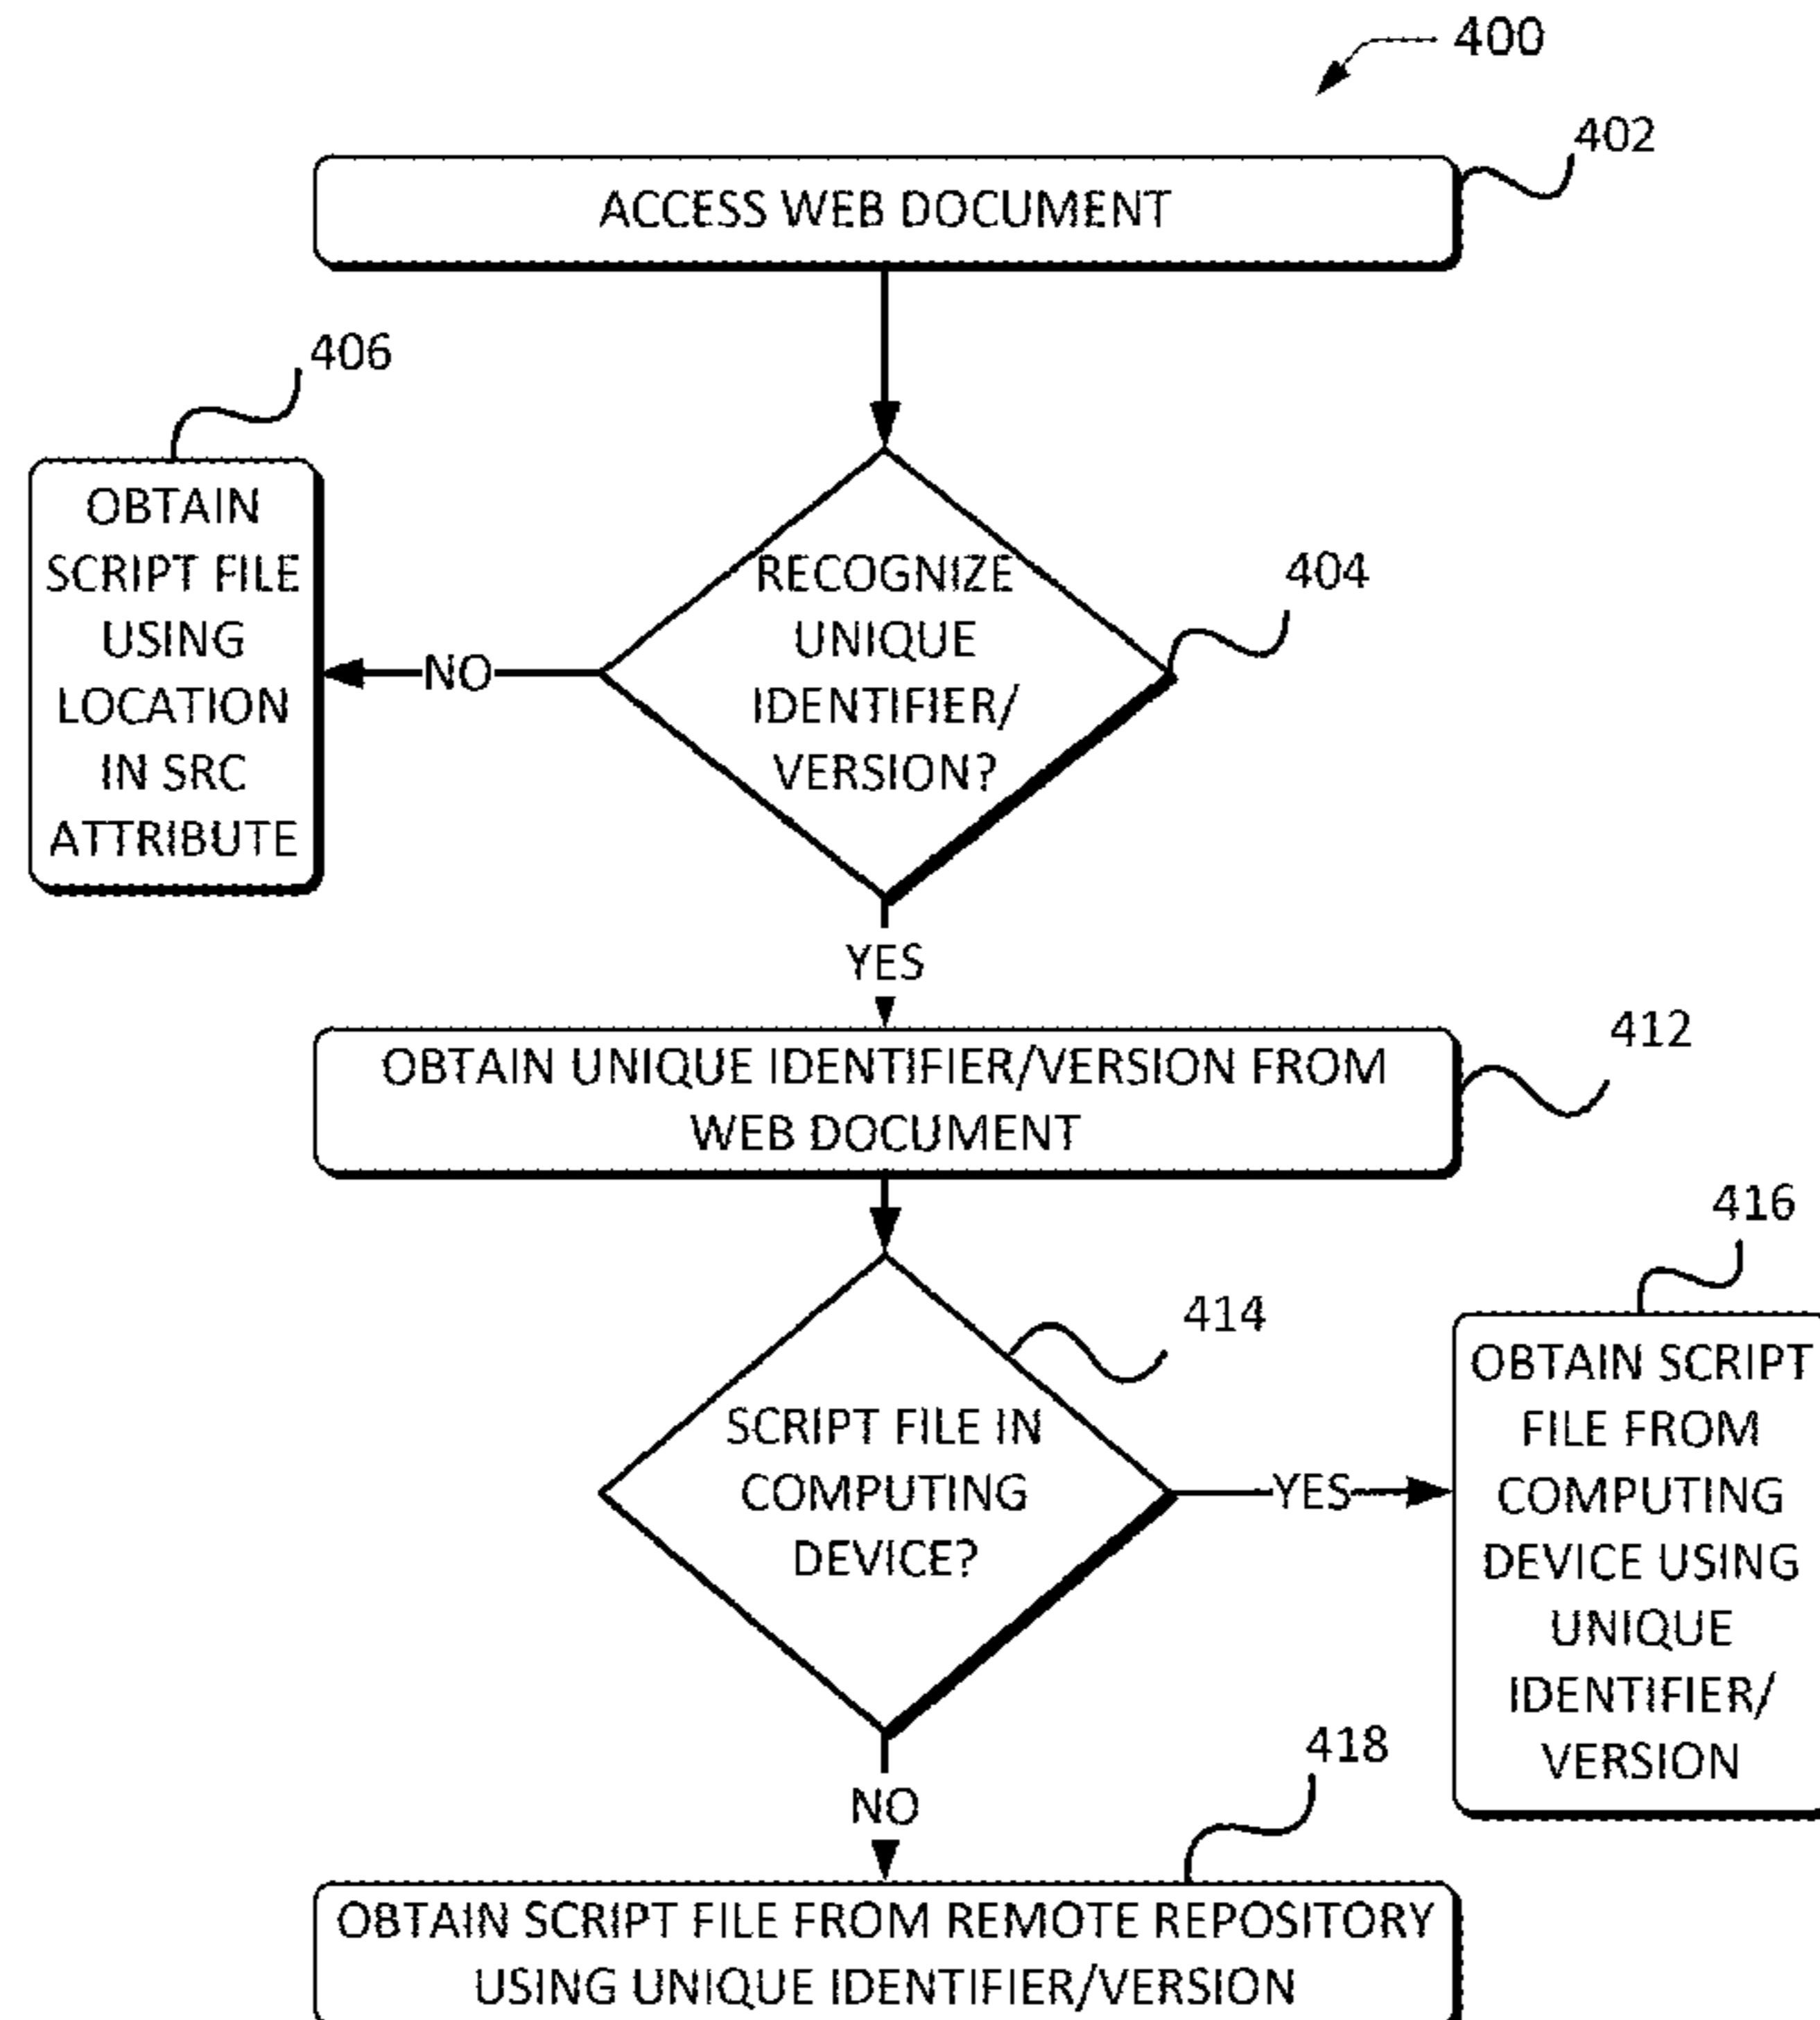 400
402
ACCESS WEB DOCUMENT
406
OBTAIN
SCRIPT FILE
USING
LOCATION
IN SRC
ATTRIBUTE
NO
RECOGNIZE
UNIQUE
IDENTIFIER/
VERSION?
404
YES
412
OBTAIN UNIQUE IDENTIFIER/VERSION FROM
WEB DOCUMENT
414
SCRIPT FILE IN
COMPUTING
DEVICE?
YES
416
OBTAIN SCRIPT
FILE FROM
COMPUTING
DEVICE USING
UNIQUE
IDENTIFIER/
VERSION
NO
418
OBTAIN SCRIPT FILE FROM REMOTE REPOSITORY
USING UNIQUE IDENTIFIER/VERSION